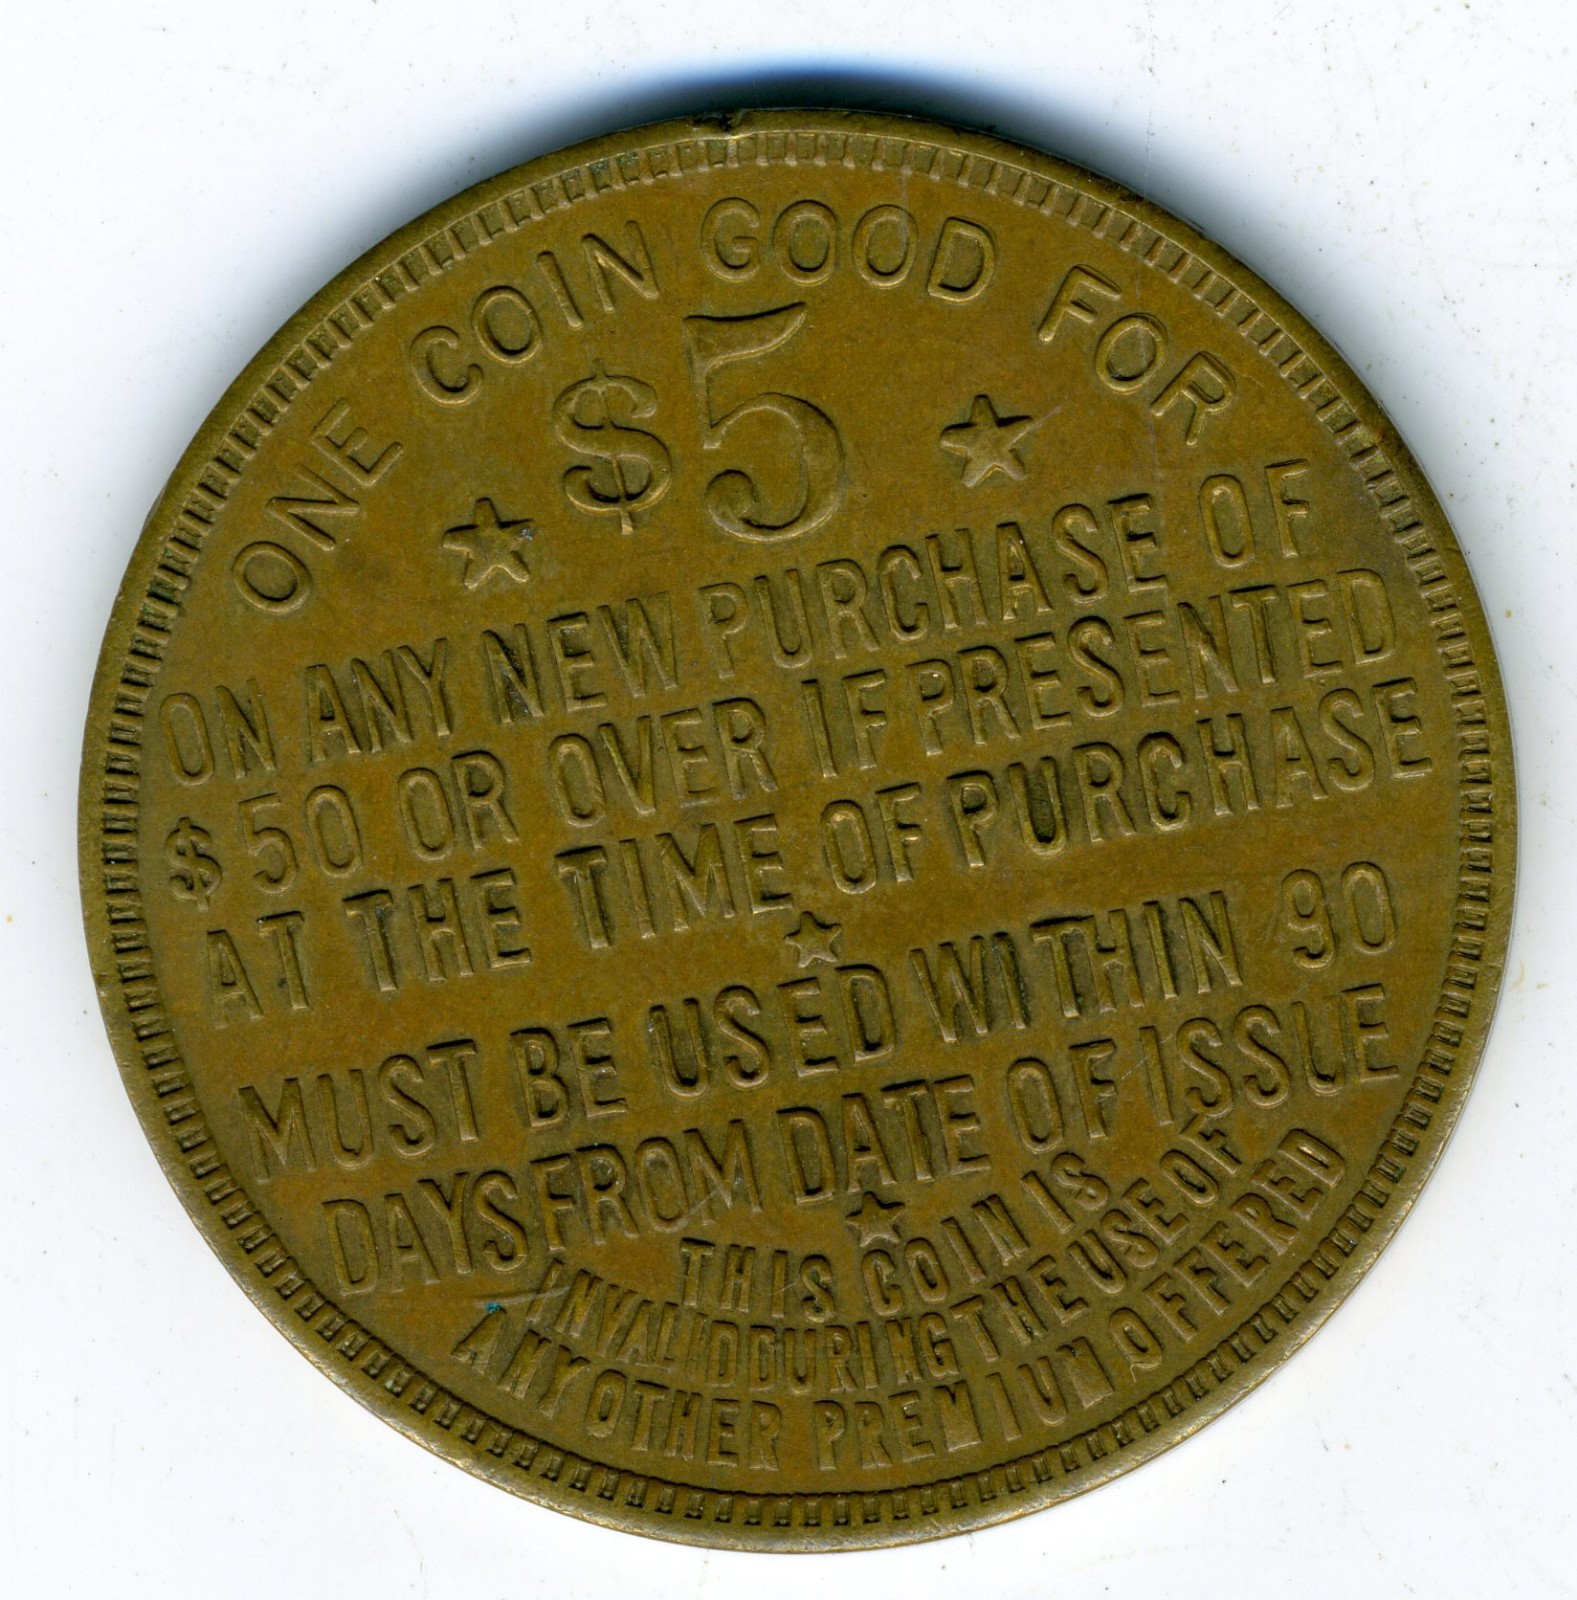 ONE COIN GOOD FOR
$5
ON ANY NEW PURCHASE OF
$50 OR OVER IF PRESENTED
AT THE TIME OF PURCHASE
MUST BE USED WITHIN 90
DAYS FROM DATE OF ISSUE
THIS COIN IS
INVALID DURING THE USE OF
ANY OTHER PREMIUM OFFERED